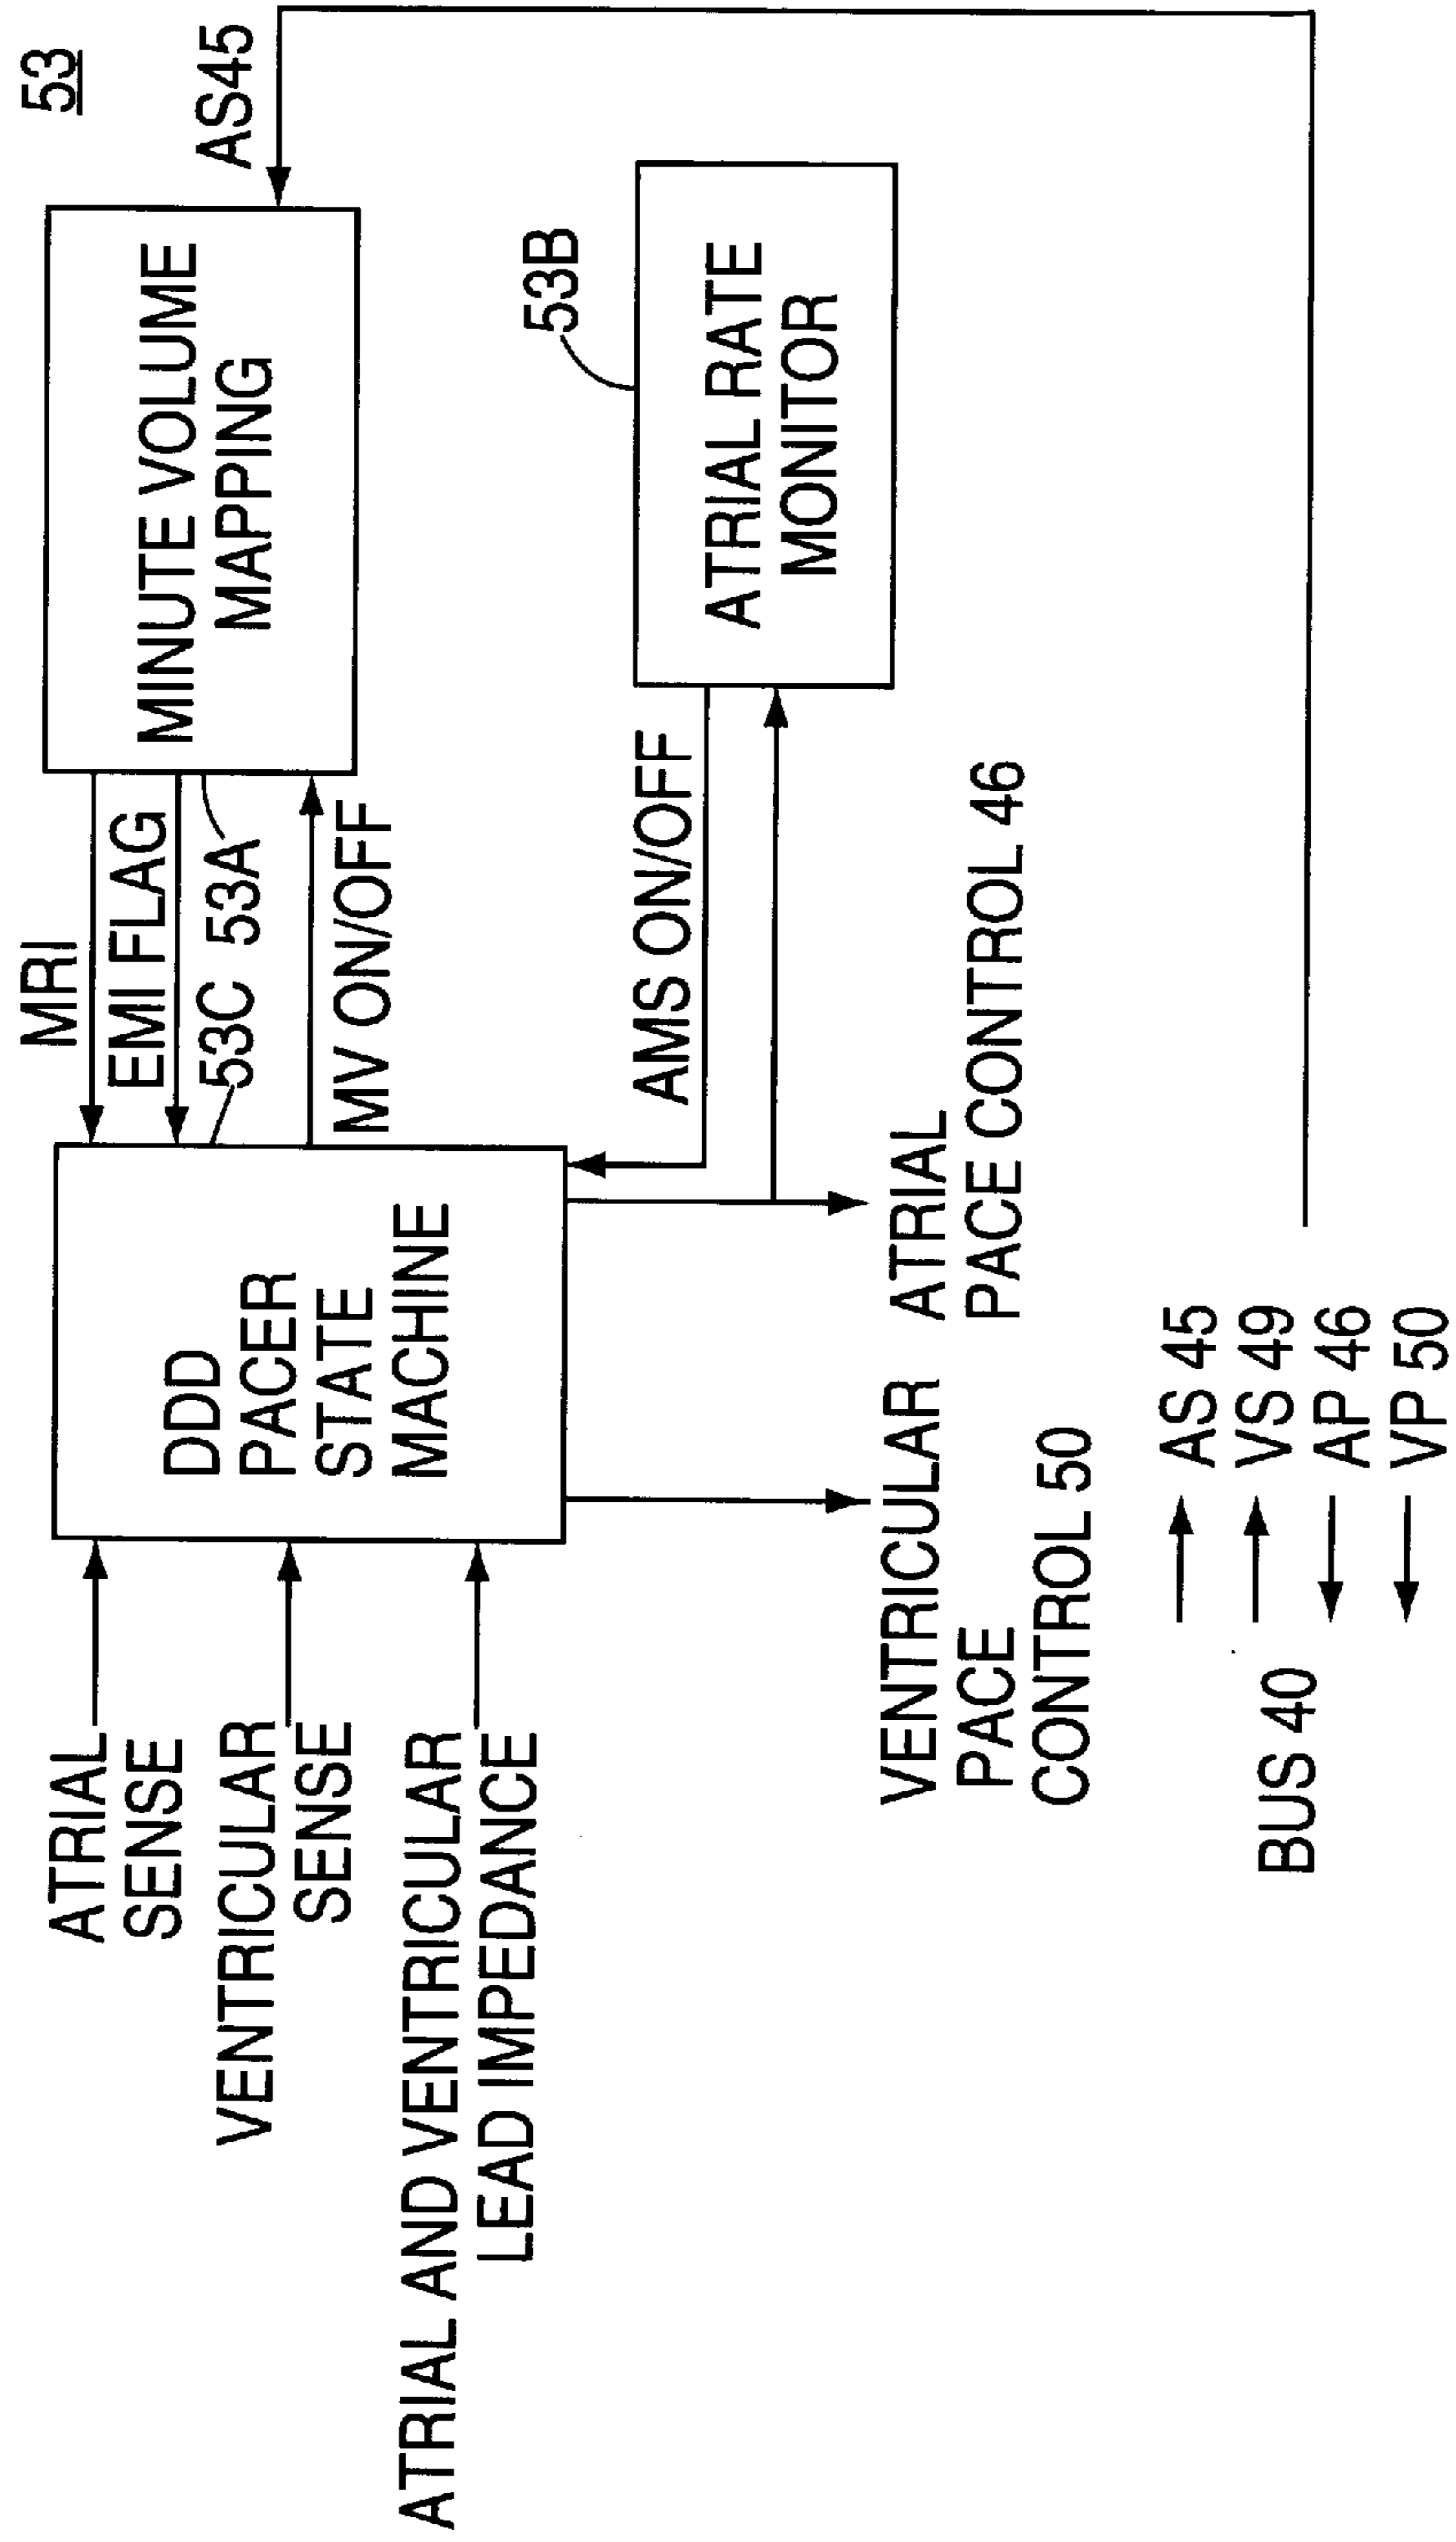 53
ATRIAL
SENSE
VENTRICULAR
SENSE
ATRIAL AND VENTRICULAR
LEAD IMPEDANCE
DDD
PACER
STATE
MACHINE
MRI
EMI FLAG
53C
53A
MV ON/OFF
MINUTE VOLUME
MAPPING
AS45
53B
ATRIAL RATE
MONITOR
AMS ON/OFF
VENTRICULAR
PACE
CONTROL 50
ATRIAL
PACE CONTROL 46
BUS 40
AS 45
VS 49
AP 46
VP 50